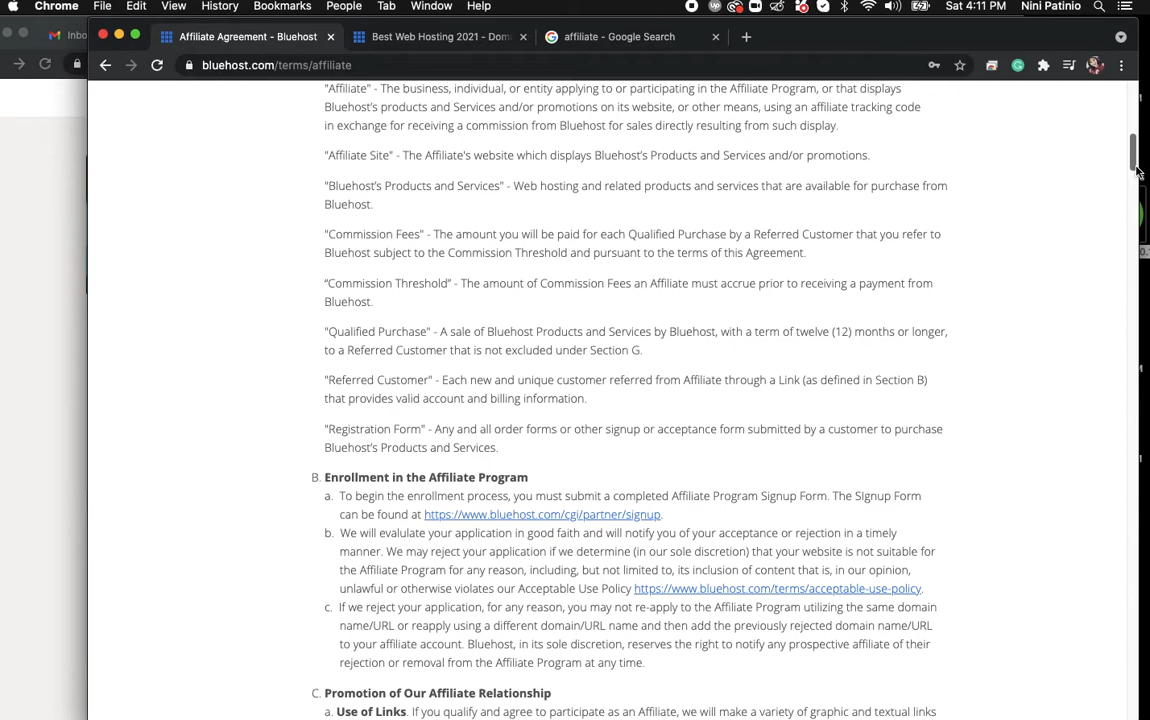 Chrome File Edit View History Bookmarks People Tab Window Help
Sat 4:11 PM Nini Patinio
Inbo
Affiliate Agreement - Bluehost
Best Web Hosting 2021 - Dom
affiliate - Google Search
bluehost.com/terms/affiliate
"Affiliate" - The business, individual, or entity applying to or participating in the Affiliate Program, or that displays
Bluehost's products and Services and/or promotions on its website, or other means, using an affiliate tracking code
in exchange for receiving a commission from Bluehost for sales directly resulting from such display.
"Affiliate Site" - The Affiliate's website which displays Bluehost's Products and Services and/or promotions.
"Bluehost's Products and Services" - Web hosting and related products and services that are available for purchase from
Bluehost.
"Commission Fees" - The amount you will be paid for each Qualified Purchase by a Referred Customer that you refer to
Bluehost subject to the Commission Threshold and pursuant to the terms of this Agreement.
“Commission Threshold” - The amount of Commission Fees an Affiliate must accrue prior to receiving a payment from
Bluehost.
"Qualified Purchase" - A sale of Bluehost Products and Services by Bluehost, with a term of twelve (12) months or longer,
to a Referred Customer that is not excluded under Section G.
"Referred Customer" - Each new and unique customer referred from Affiliate through a Link (as defined in Section B)
that provides valid account and billing information.
"Registration Form" - Any and all order forms or other signup or acceptance form submitted by a customer to purchase
Bluehost's Products and Services.
B. Enrollment in the Affiliate Program
a. To begin the enrollment process, you must submit a completed Affiliate Program Signup Form. The SIgnup Form
can be found at https://www.bluehost.com/cgi/partner/signup.
b. We will evaluate your application in good faith and will notify you of your acceptance or rejection in a timely
manner. We may reject your application if we determine (in our sole discretion) that your website is not suitable for
the Affiliate Program for any reason, including, but not limited to, its inclusion of content that is, in our opinion,
unlawful or otherwise violates our Acceptable Use Policy https://www.bluehost.com/terms/acceptable-use-policy.
c. If we reject your application, for any reason, you may not re-apply to the Affiliate Program utilizing the same domain
name/URL or reapply using a different domain/URL name and then add the previously rejected domain name/URL
to your affiliate account. Bluehost, in its sole discretion, reserves the right to notify any prospective affiliate of their
rejection or removal from the Affiliate Program at any time.
C. Promotion of Our Affiliate Relationship
a. Use of Links. If you qualify and agree to participate as an Affiliate, we will make a variety of graphic and textual links